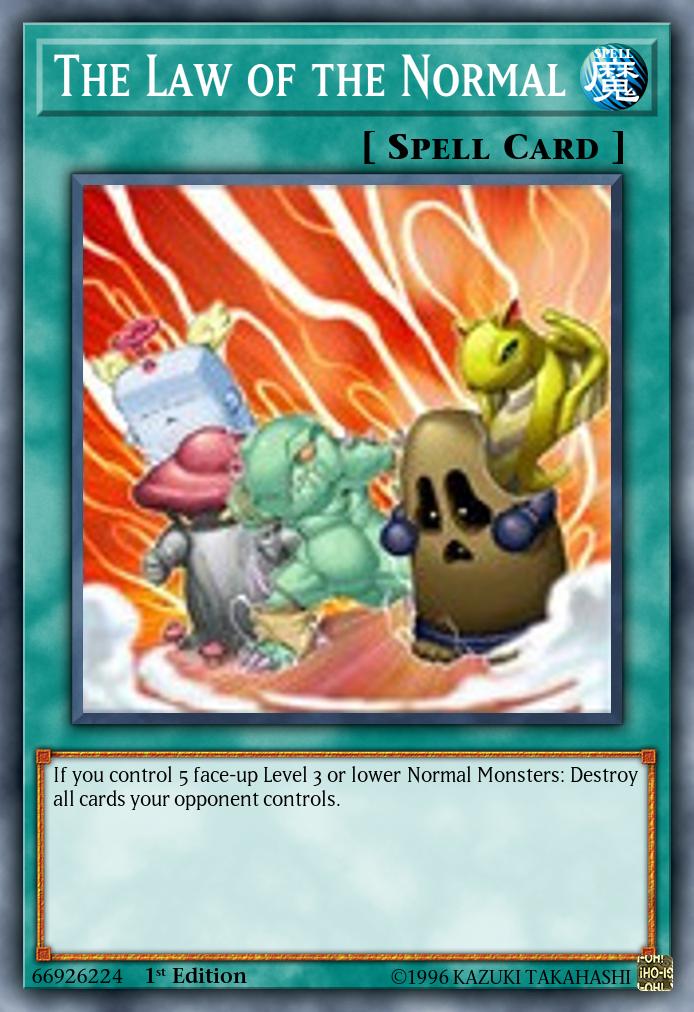 The Law of the Normal
SPELL
魔
[ Spell Card ]
If you control 5 face-up Level 3 or lower Normal Monsters: Destroy
all cards your opponent controls.
66926224 1st Edition ©1996 KAZUKI TAKAHASHI